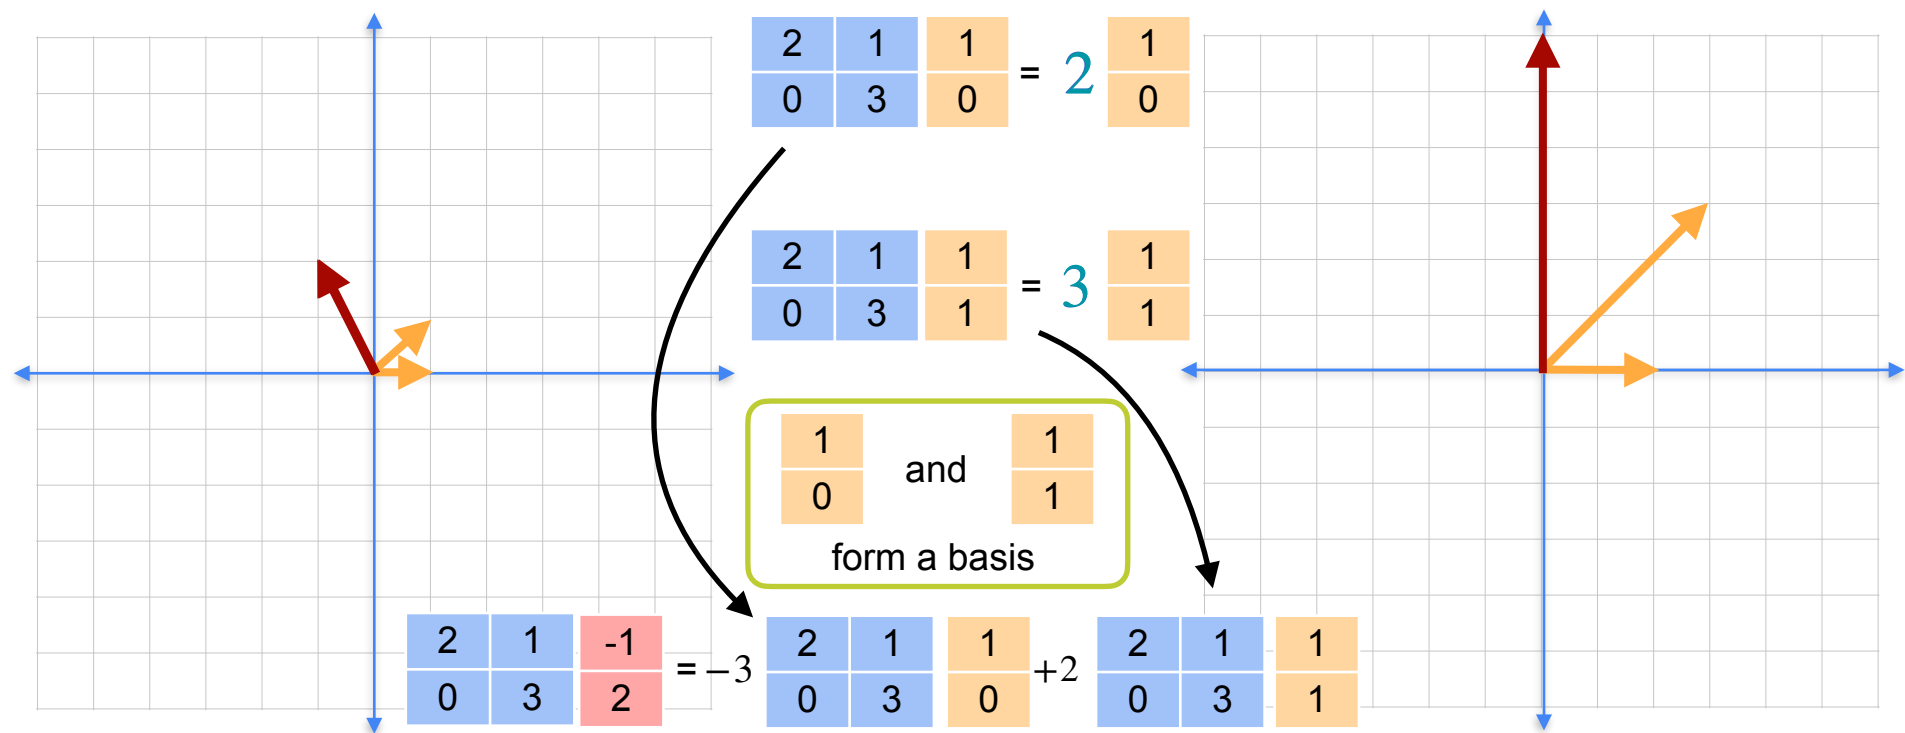 2 1 1 = 2 1
0 3 0 0
2 1 1 = 3 1
0 3 1 1
1 and 1
0 1
form a basis
2 1 -1 = −3 2 1 1 +2 2 1 1
0 3 2 0 3 0 0 3 1